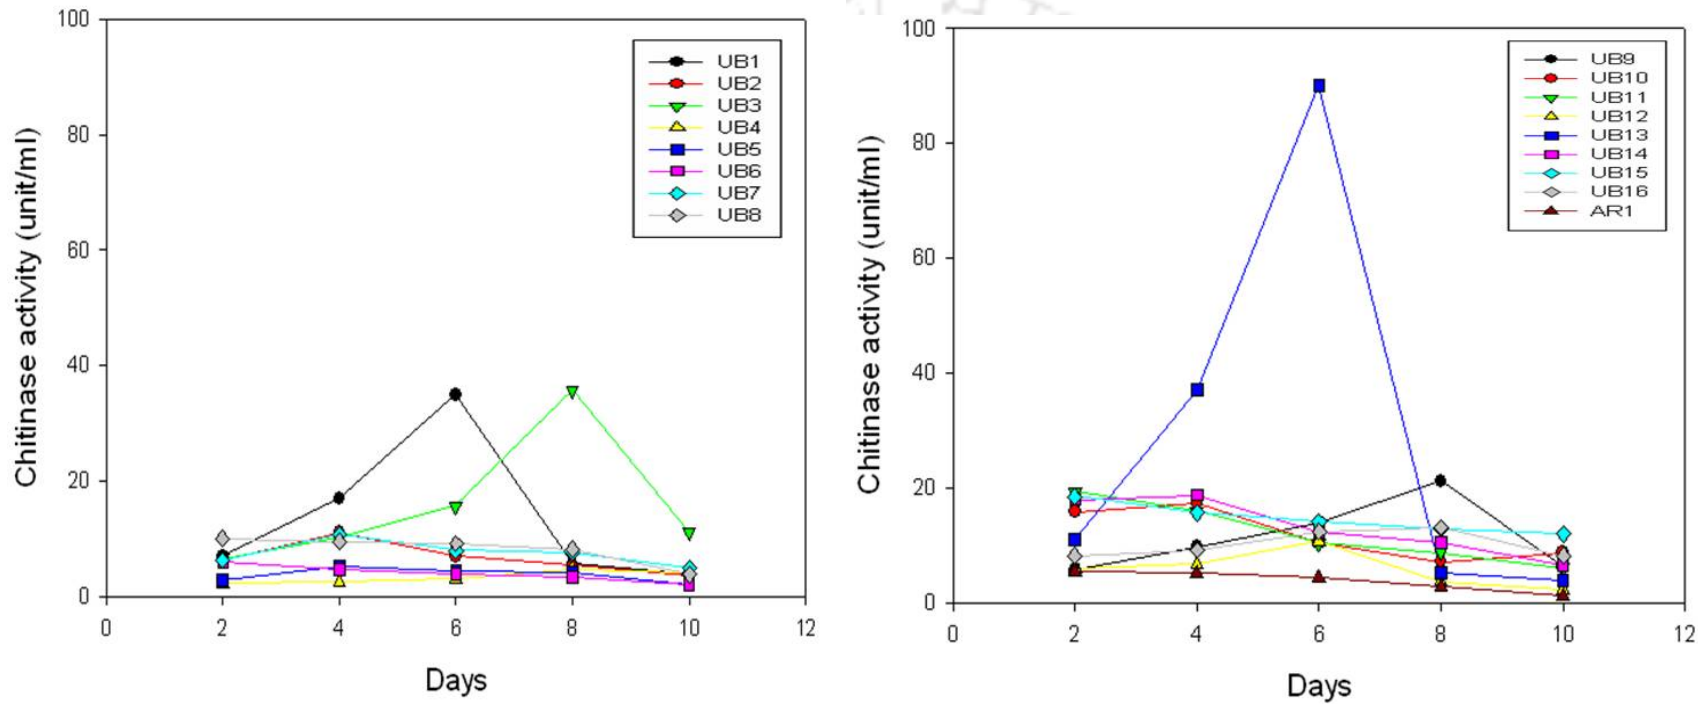 Chitinase activity (unit/ml)
100
80
60
40
20
0
0 2 4 6 8 10 12
Days
UB1
UB2
UB3
UB4
UB5
UB6
UB7
UB8
Chitinase activity (unit/ml)
100
80
60
40
20
0
0 2 4 6 8 10 12
Days
UB9
UB10
UB11
UB12
UB13
UB14
UB15
UB16
AR1